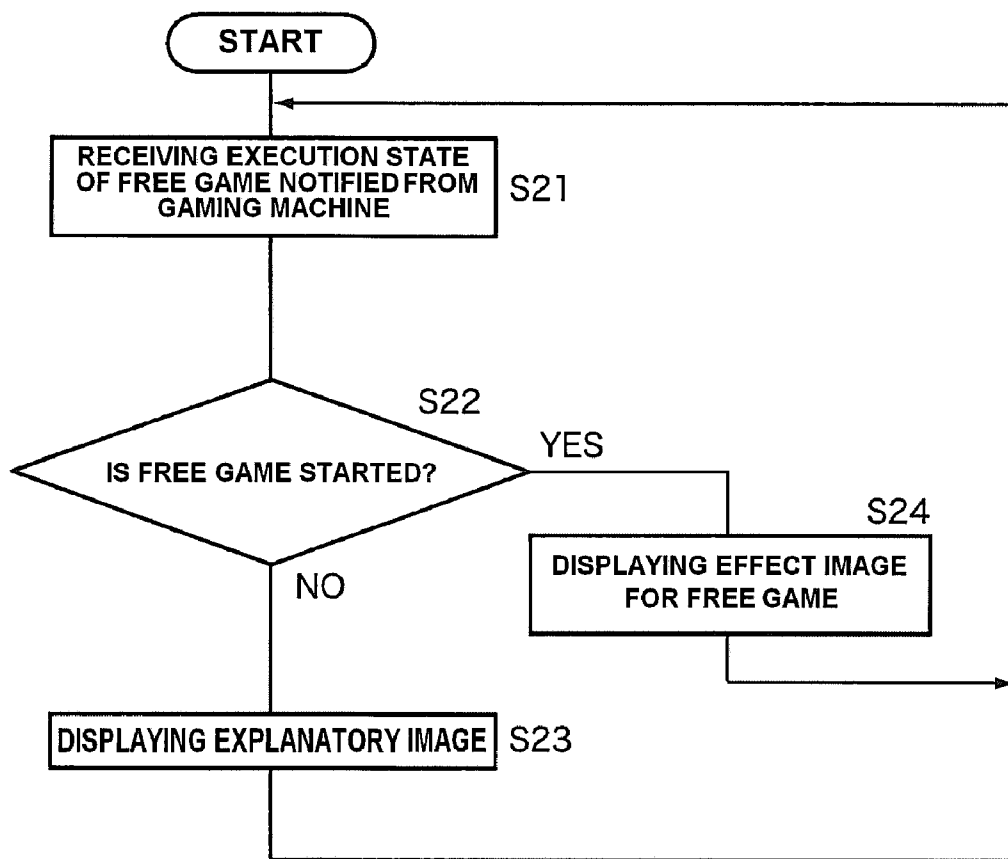 START
RECEIVING EXECUTION STATE
OF FREE GAME NOTIFIED FROM
GAMING MACHINE
S21
S22
IS FREE GAME STARTED?
YES
S24
DISPLAYING EFFECT IMAGE
FOR FREE GAME
NO
DISPLAYING EXPLANATORY IMAGE
S23